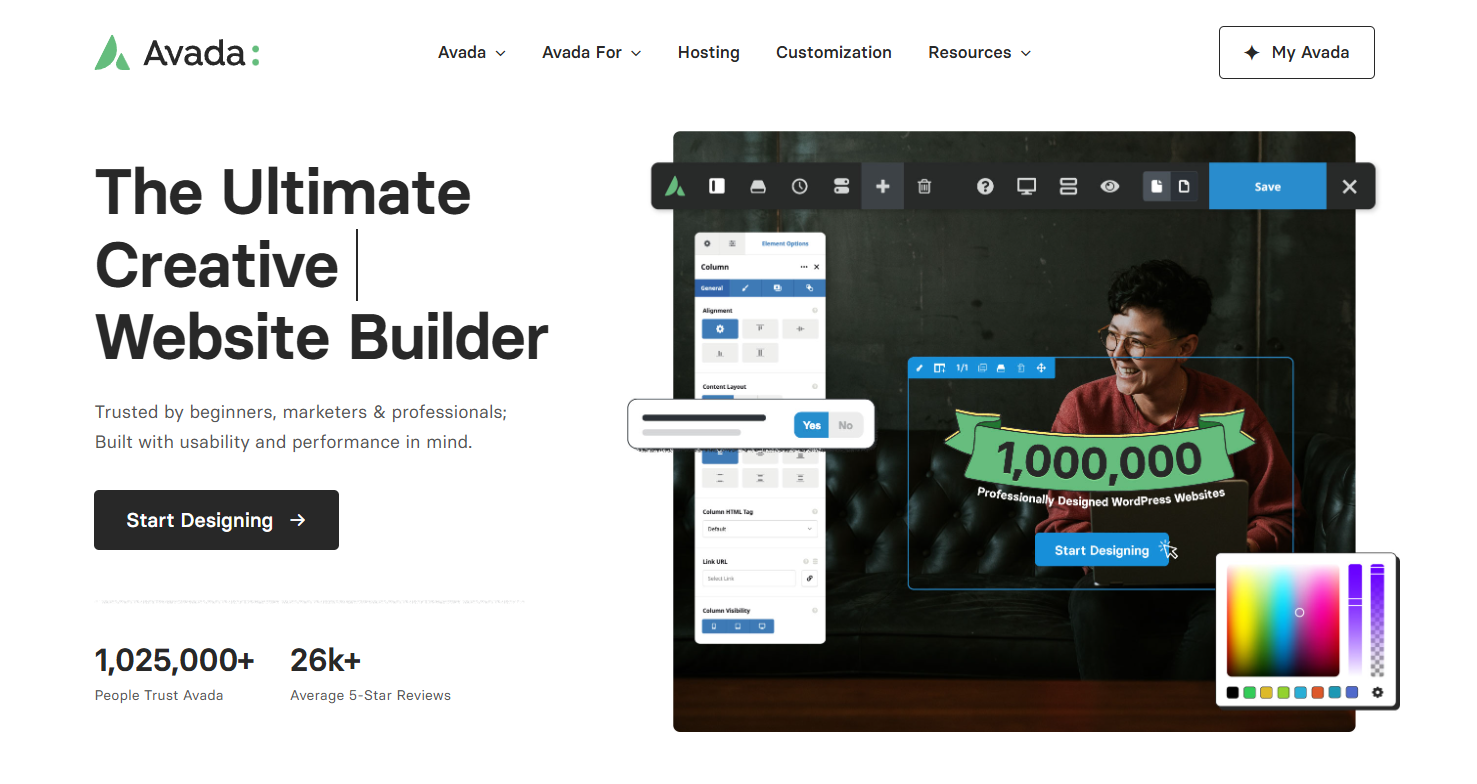 Avada
Avada
Avada For
Hosting
Customization
Resources
My Avada
The Ultimate
Creative
Website Builder
Trusted by beginners, marketers & professionals;
Built with usability and performance in mind.
Start Designing
1,025,000+
People Trust Avada
26k+
Average 5-Star Reviews
Save
Element Options
Column
General
Alignment
Content Layout
Yes
No
Column HTML Tag
Default
Link URL
Select Link
Column Visibility
1/1
1,000,000
Professionally Designed WordPress Websites
Start Designing